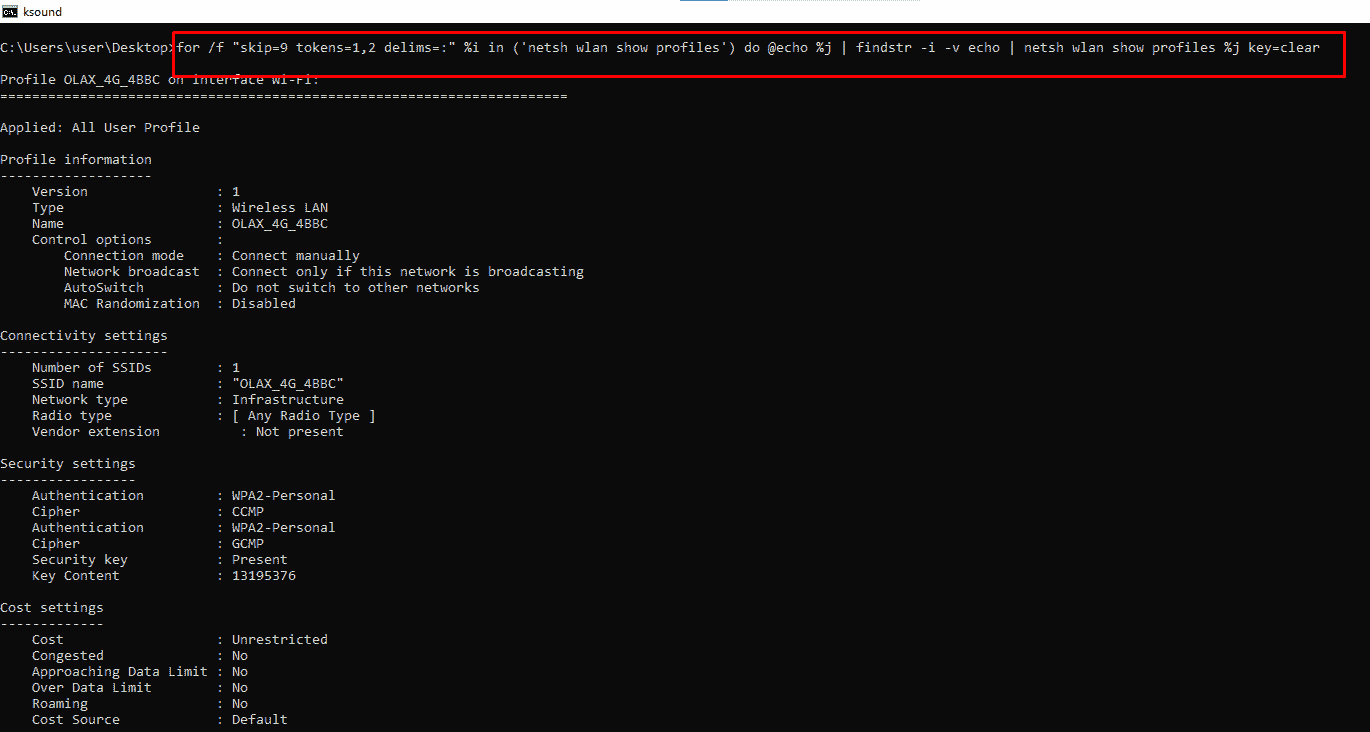 ksound
C:\Users\user\Desktop>for /f "skip=9 tokens=1,2 delims=:" %i in ('netsh wlan show profiles') do @echo %j | findstr -i -v echo | netsh wlan show profiles %j key=clear
Profile OLAX_4G_4BBC on interface Wi-Fi:
=======================================================================
Applied: All User Profile
Profile information
-------------------
Version : 1
Type : Wireless LAN
Name : OLAX_4G_4BBC
Control options :
Connection mode : Connect manually
Network broadcast : Connect only if this network is broadcasting
AutoSwitch : Do not switch to other networks
MAC Randomization : Disabled
Connectivity settings
---------------------
Number of SSIDs : 1
SSID name : "OLAX_4G_4BBC"
Network type : Infrastructure
Radio type : [ Any Radio Type ]
Vendor extension : Not present
Security settings
-----------------
Authentication : WPA2-Personal
Cipher : CCMP
Authentication : WPA2-Personal
Cipher : GCMP
Security key : Present
Key Content : 13195376
Cost settings
-------------
Cost : Unrestricted
Congested : No
Approaching Data Limit : No
Over Data Limit : No
Roaming : No
Cost Source : Default